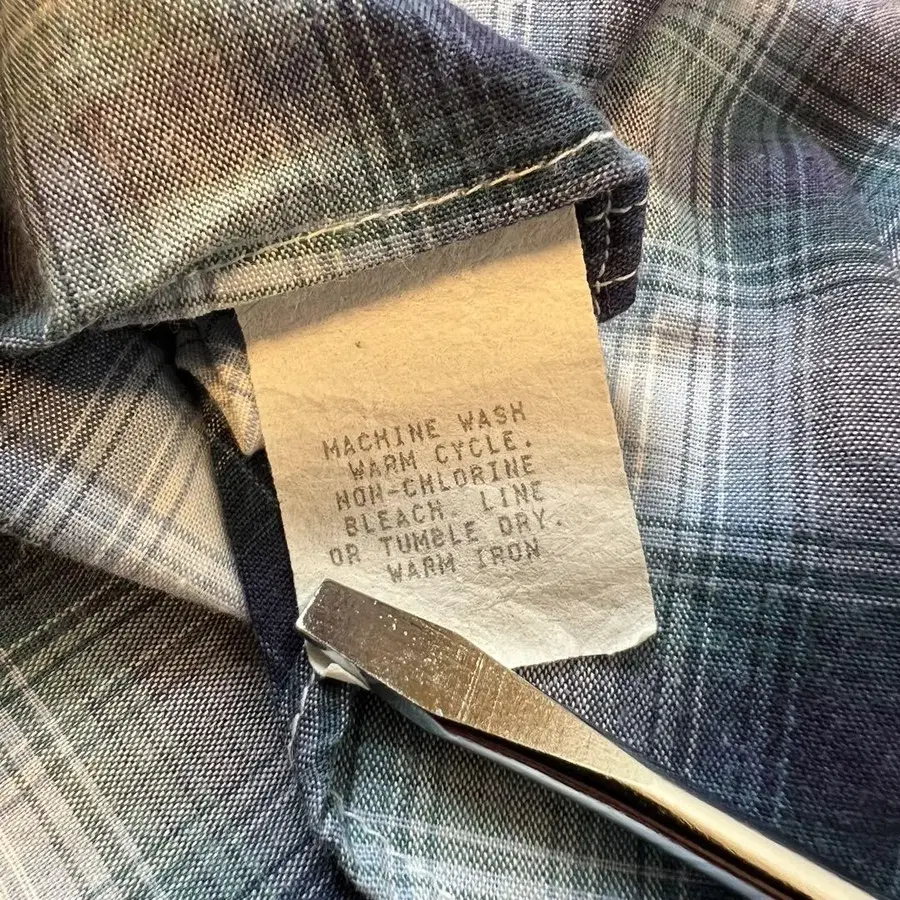 MACHINE WASH
WARM CYCLE.
NON-CHLORINE
BLEACH. LINE
OR TUMBLE DRY.
WARM IRON